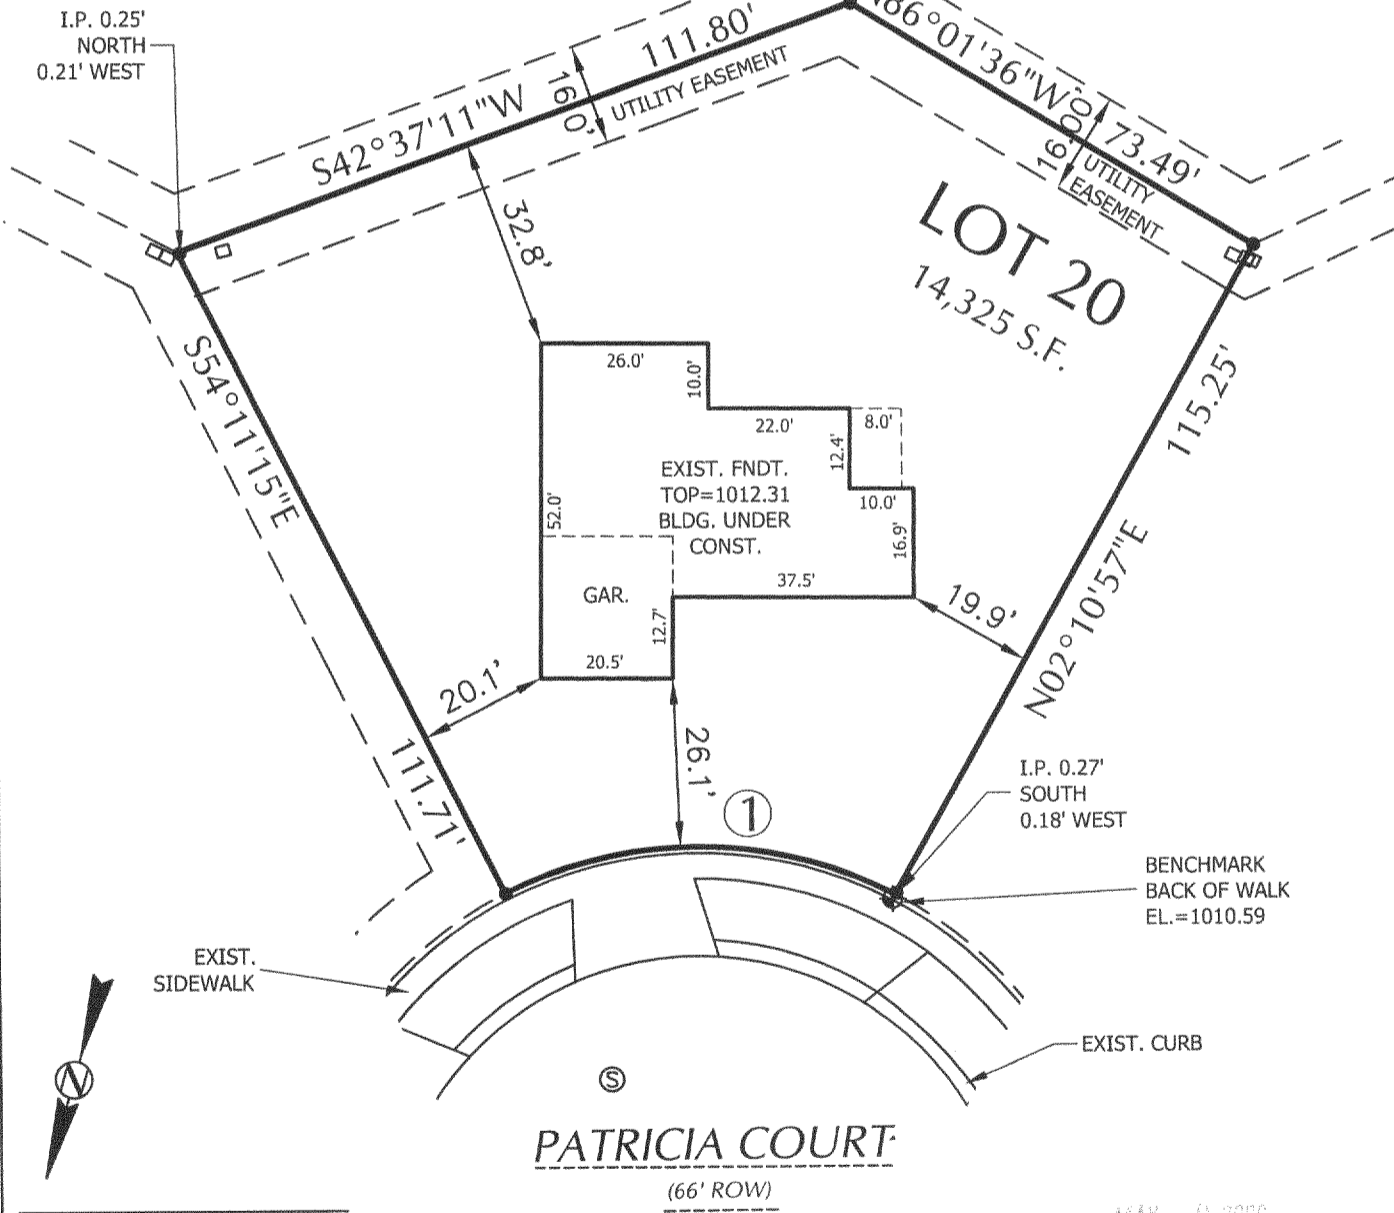 I.P. 0.25'
NORTH
0.21' WEST
S42°37'11"W
111.80'
16.0'
UTILITY EASEMENT
86°01'36"W
73.49'
16.00
UTILITY
EASEMENT
LOT 20
14,325 S.F.
32.8'
S54°11'15"E
111.71'
115.25'
N02°10'57"E
26.0'
10.0'
22.0'
8.0'
12.4'
10.0'
16.9'
52.0'
EXIST. FNDT.
TOP=1012.31
BLDG. UNDER
CONST.
37.5'
GAR.
12.7'
20.5'
19.9'
20.1'
26.1'
1
I.P. 0.27'
SOUTH
0.18' WEST
BENCHMARK
BACK OF WALK
EL.=1010.59
EXIST.
SIDEWALK
EXIST. CURB
N
S
PATRICIA COURT
(66' ROW)